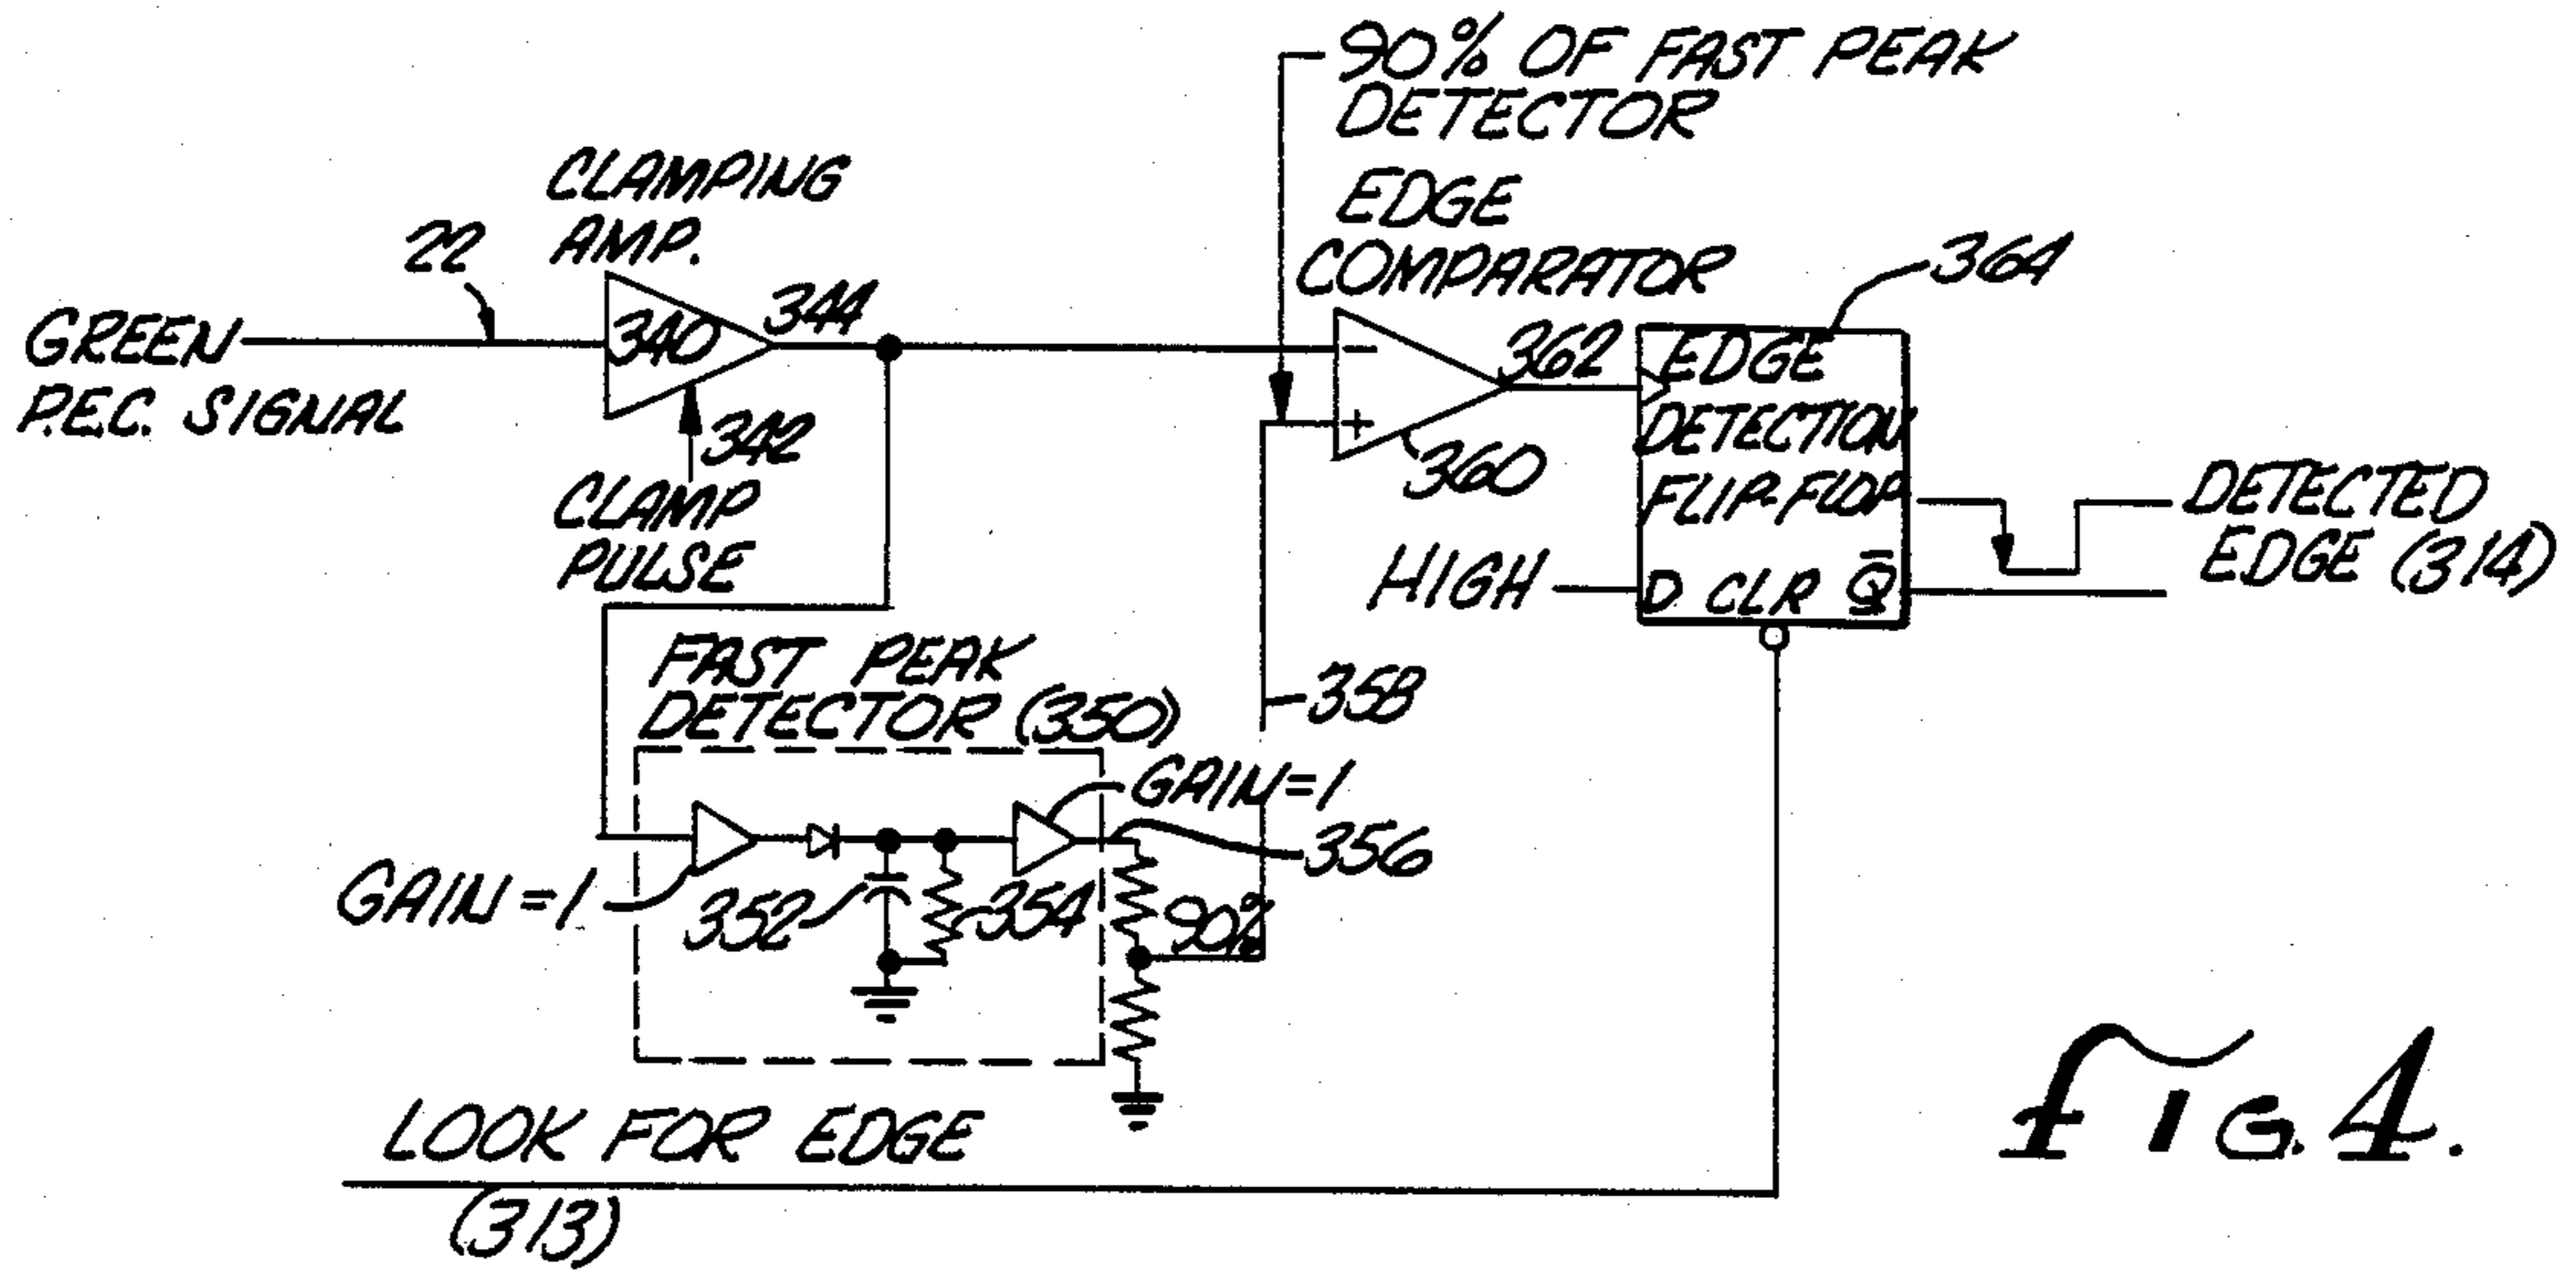 90% OF FAST PEAK
DETECTOR
CLAMPING
AMP.
EDGE
COMPARATOR
22
344
364
GREEN
P.E.C. SIGNAL
340
-
362
EDGE
DETECTION
FLIP-FLOP
342
CLAMP
PULSE
+
360
DETECTED
EDGE (314)
HIGH
D CLR Q̅
FAST PEAK
DETECTOR (350)
358
GAIN=1
356
GAIN=1
352
354
90%
LOOK FOR EDGE
(313)
FIG. 4.